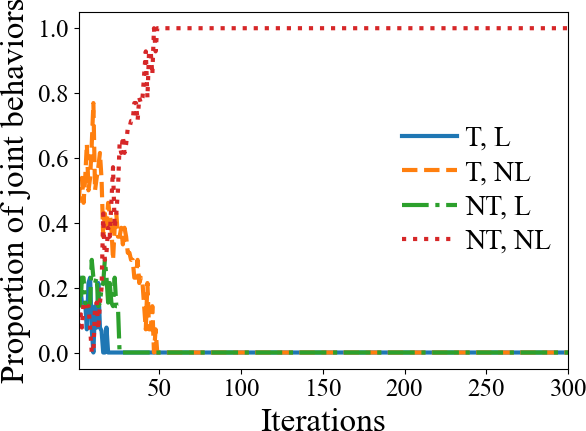 Proportion of joint behaviors
1.0
0.8
0.6
0.4
0.2
0.0
T, L
T, NL
NT, L
NT, NL
50 100 150 200 250 300
Iterations